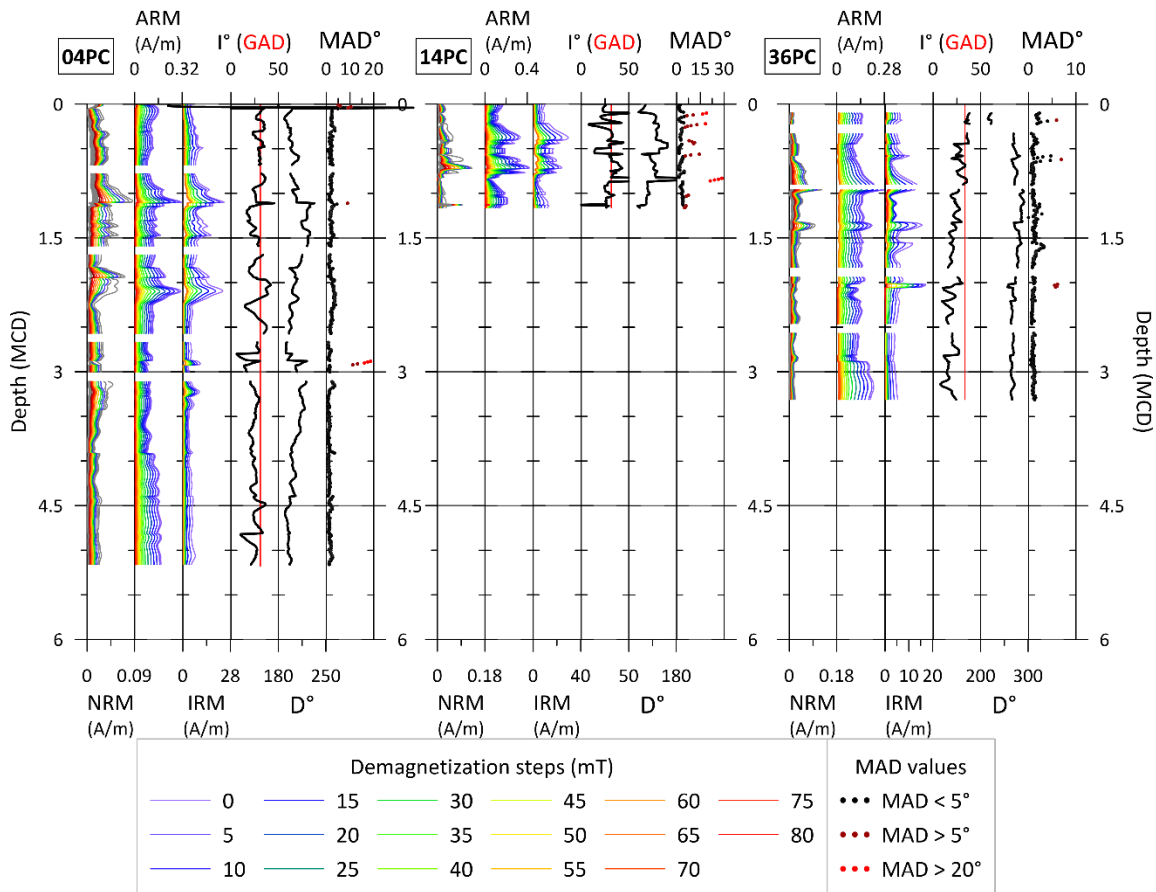 ARM ARM ARM
04PC (A/m) I° (GAD) MAD° 14PC (A/m) I° (GAD) MAD° 36PC (A/m) I° (GAD) MAD°
0 0.32 0 50 0 10 20 0 0.4 0 50 0 15 30 0 0.28 0 50 0 5 10
0 0 0 0
1.5 1.5 1.5 1.5
3 3 3 3
4.5 4.5 4.5 4.5
6 6 6 6
Depth (MCD)
Depth (MCD)
0 0.09 0 28 180 250 0 0.18 0 40 50 180 0 0.18 0 10 20 200 300
NRM IRM D° NRM IRM D° NRM IRM D°
(A/m) (A/m) (A/m) (A/m) (A/m) (A/m)
Demagnetization steps (mT) MAD values
0 15 30 45 60 75 MAD < 5°
5 20 35 50 65 80 MAD > 5°
10 25 40 55 70 MAD > 20°